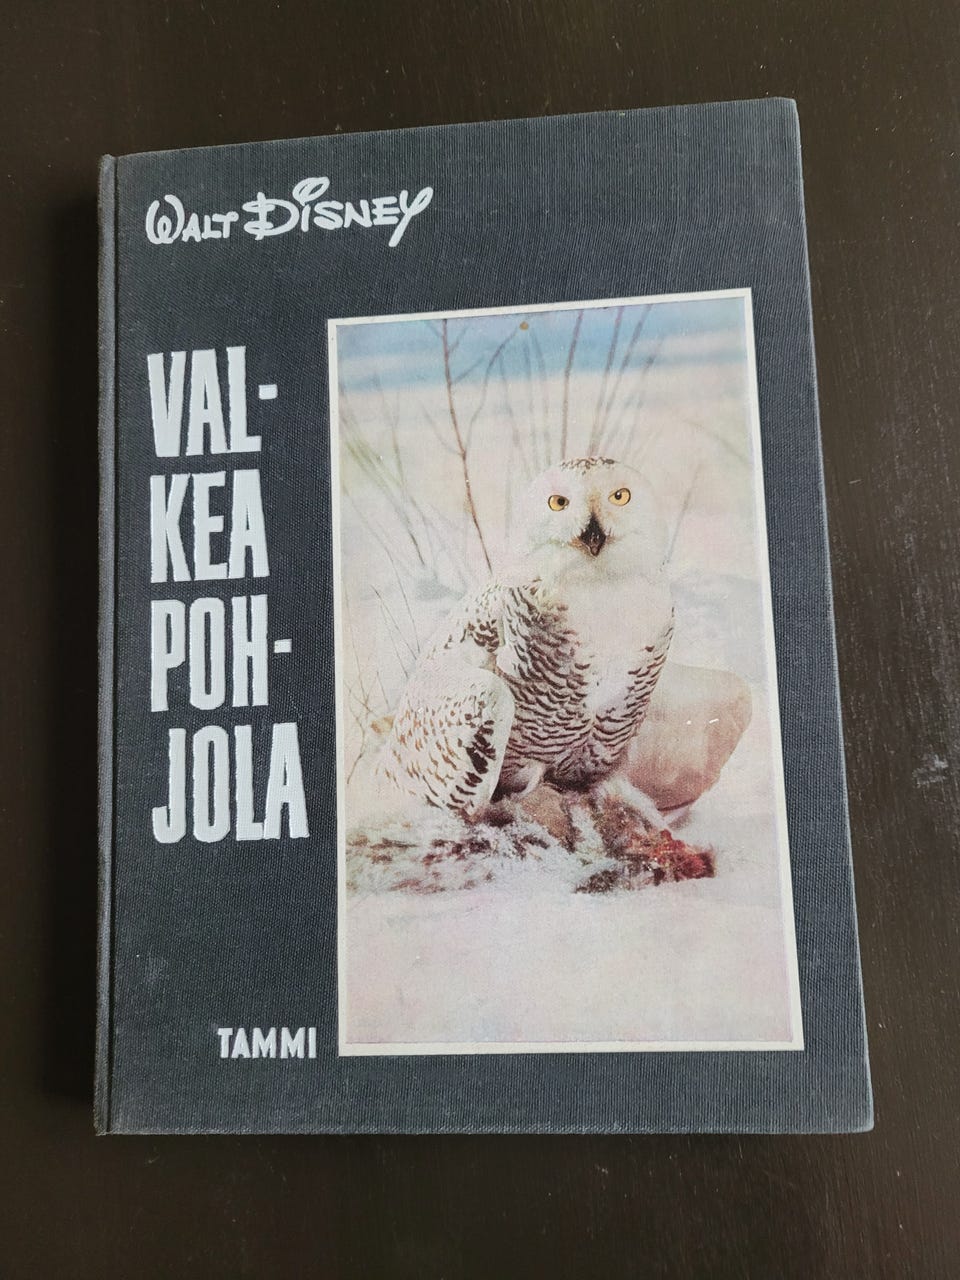 WALT DISNEY
VAL-
KEA
POH-
JOLA
TAMMI